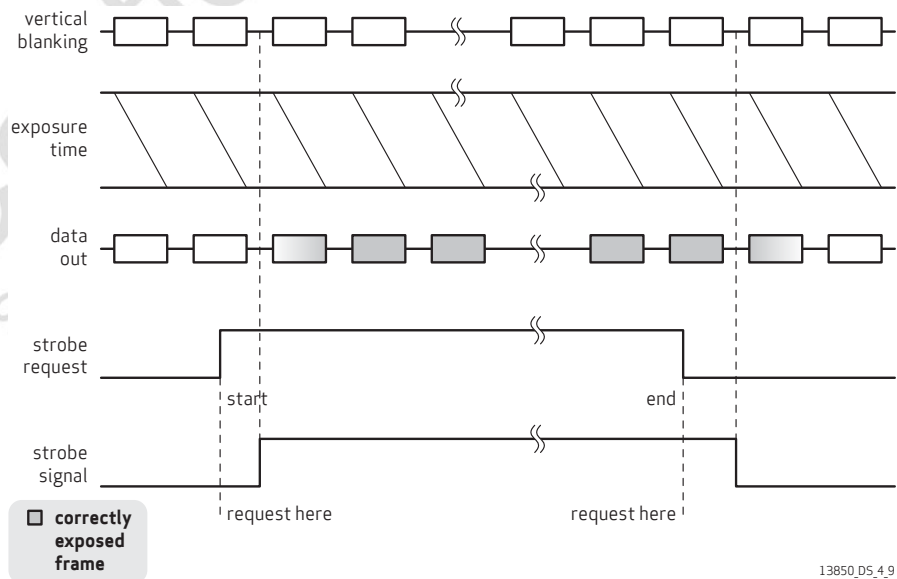 vertical
blanking
exposure
time
data
out
strobe
request
start
end
strobe
signal
request here
request here
correctly
exposed
frame
13850_DS_4_9